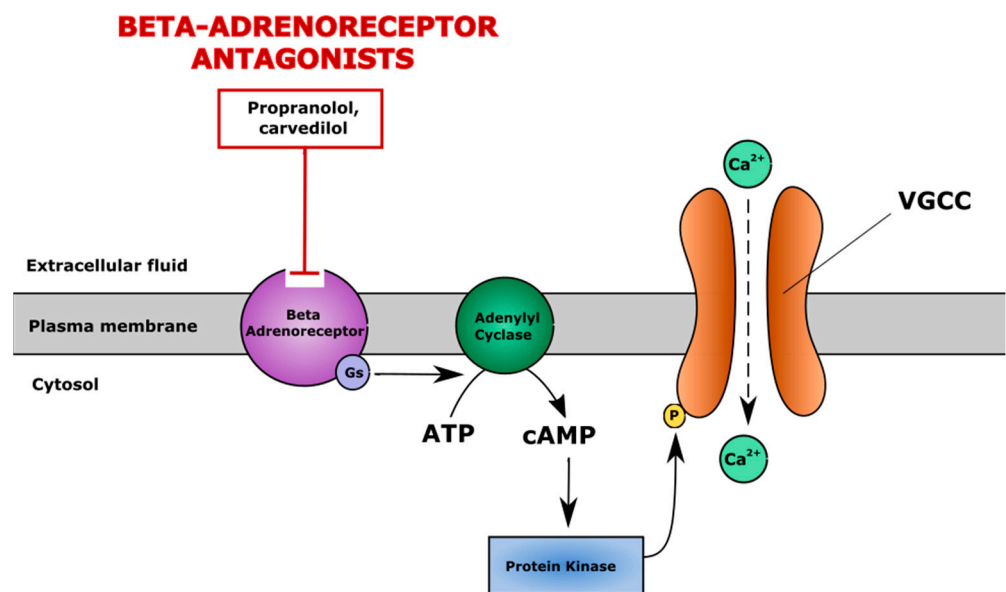 BETA-ADRENORECEPTOR
ANTAGONISTS
Propranolol,
carvedilol
Ca2+
VGCC
Extracellular fluid
Plasma membrane
Beta
Adrenoreceptor
Adenylyl
Cyclase
Cytosol
Gs
ATP
cAMP
P
Ca2+
Protein Kinase